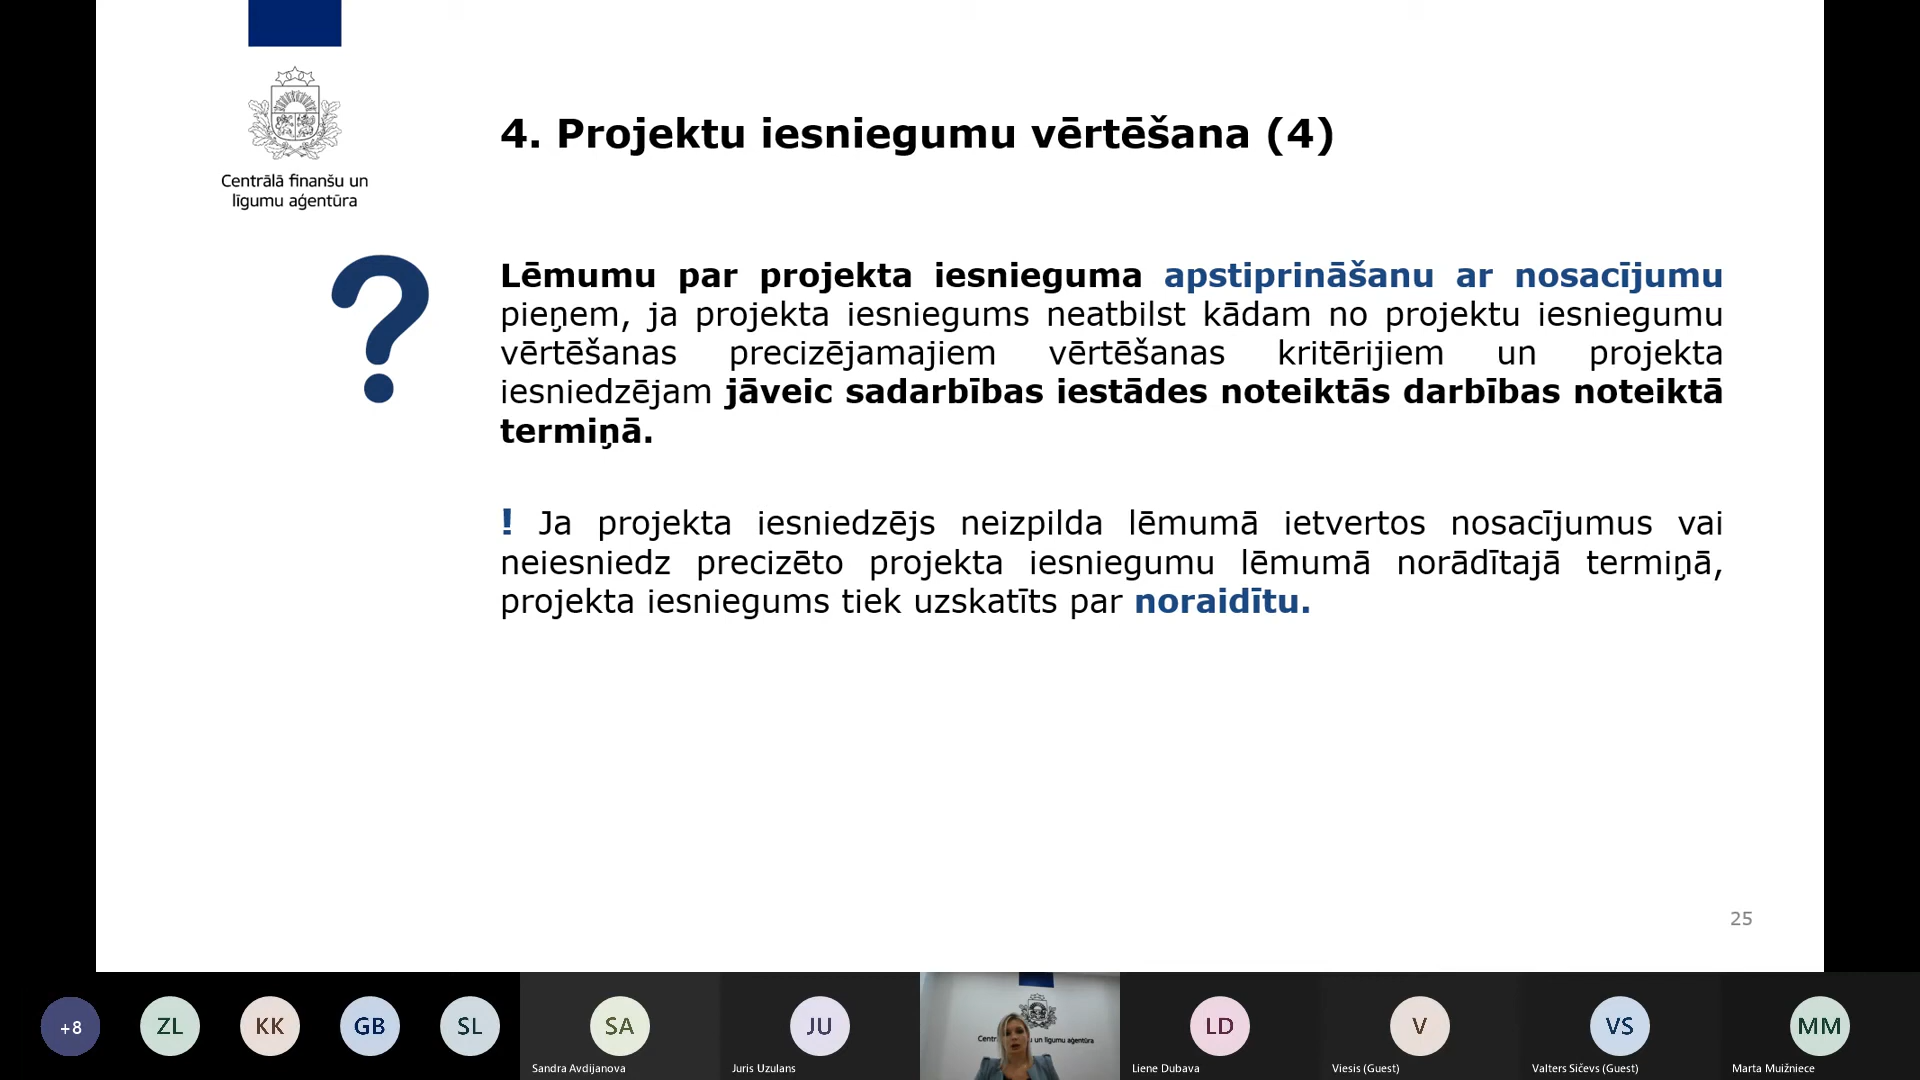 Centrālā finanšu un
līgumu aģentūra
4. Projektu iesniegumu vērtēšana (4)
?
Lēmumu par projekta iesnieguma apstiprināšanu ar nosacījumu
pieņem, ja projekta iesniegums neatbilst kādam no projektu iesniegumu
vērtēšanas precizējamajiem vērtēšanas kritērijiem un projekta
iesniedzējam jāveic sadarbības iestādes noteiktās darbības noteiktā
termiņā.
! Ja projekta iesniedzējs neizpilda lēmumā ietvertos nosacījumus vai
neiesniedz precizēto projekta iesniegumu lēmumā norādītajā termiņā,
projekta iesniegums tiek uzskatīts par noraidītu.
25
+8
ZL
KK
GB
SL
SA
Sandra Avdijanova
JU
Juris Uzulans
Centr un līgumu aģentūra
LD
Liene Dubava
V
Viesis (Guest)
VS
Valters Sičevs (Guest)
MM
Marta Muižniece